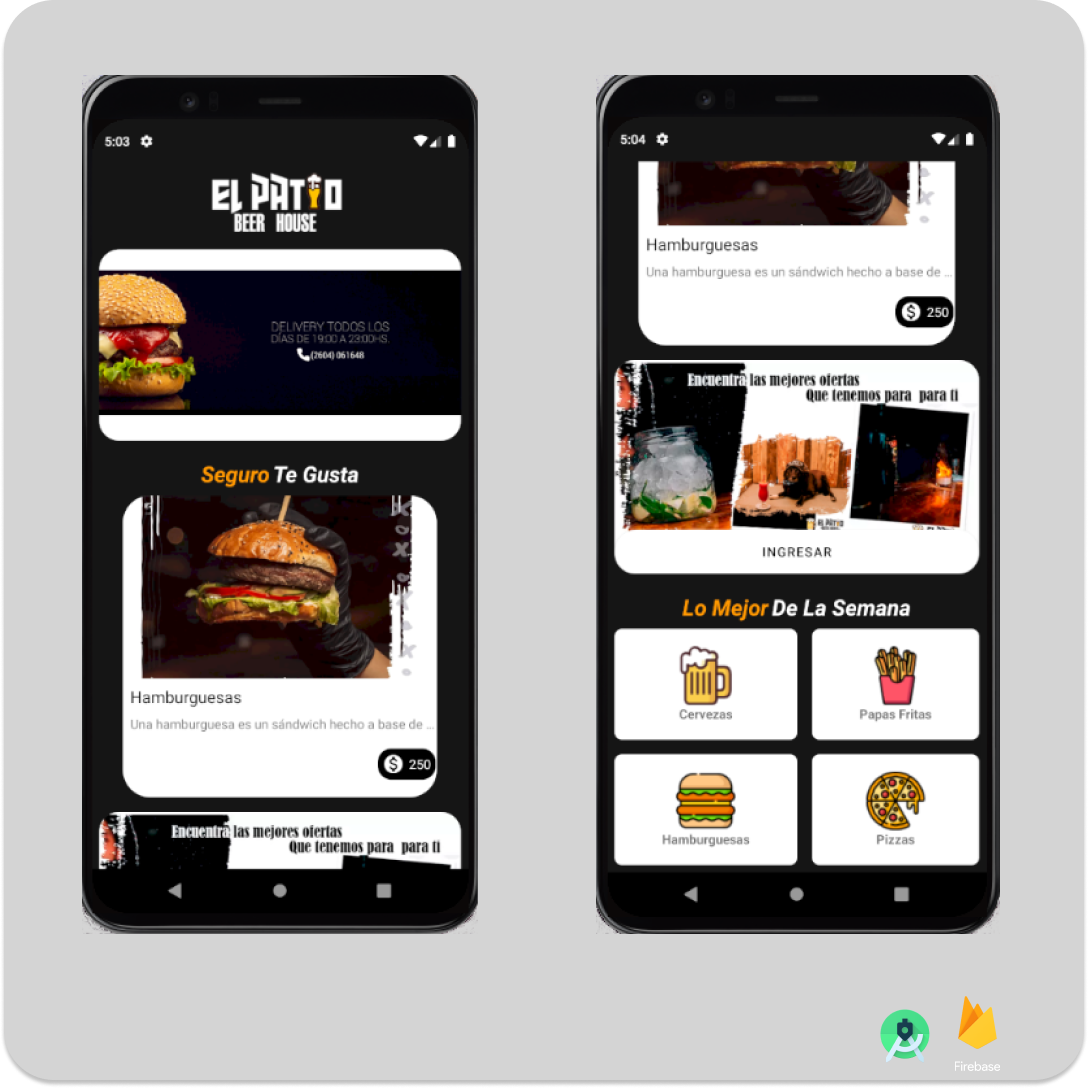 5:03
EL PATIO
BEER HOUSE
DELIVERY TODOS LOS
DÍAS DE 19:00 A 23:00HS.
(2604) 061648
Seguro Te Gusta
Hamburguesas
Una hamburguesa es un sándwich hecho a base de ...
$ 250
Encuentra las mejores ofertas
Que tenemos para para ti
5:04
Hamburguesas
Una hamburguesa es un sándwich hecho a base de ...
$ 250
Encuentra las mejores ofertas
Que tenemos para para ti
EL PATIO
INGRESAR
Lo Mejor De La Semana
Cervezas
Papas Fritas
Hamburguesas
Pizzas
Firebase